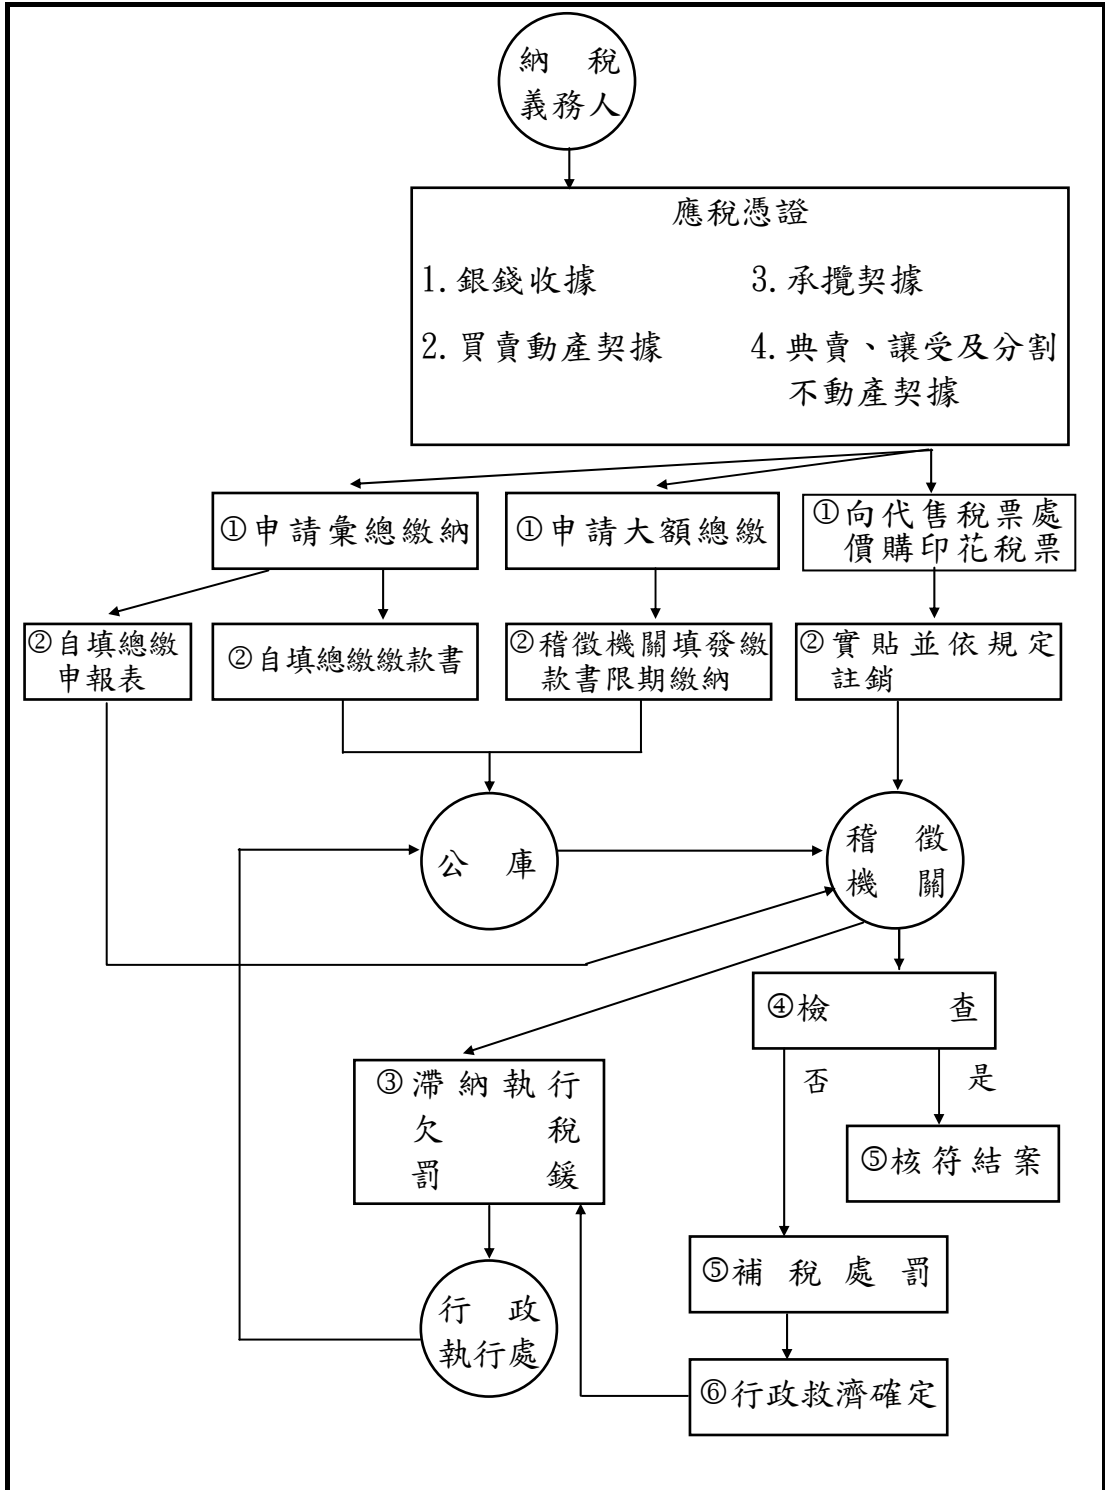 納 稅
義務人
應稅憑證
1.銀錢收據
3.承攬契據
2.買賣動產契據
4.典賣、讓受及分割
不動產契據
①申請彙總繳納
①申請大額總繳
①向代售稅票處
價購印花稅票
②自填總繳
申報表
②自填總繳繳款書
②稽徵機關填發繳
款書限期繳納
②實貼並依規定
註銷
公 庫
稽 徵
機 關
④檢 查
否
是
③滯納執行
欠 稅
罰 鍰
⑤核符結案
⑤補稅處罰
行 政
執行處
⑥行政救濟確定